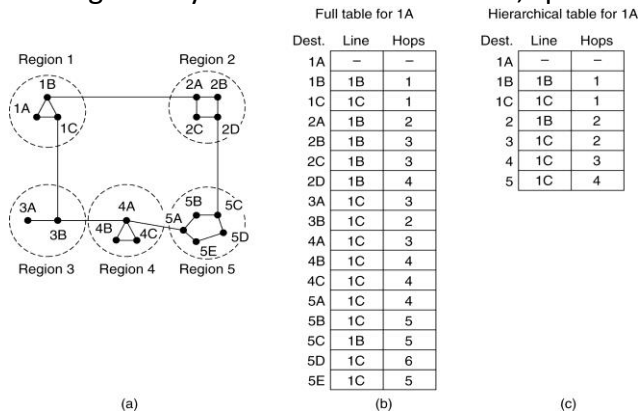 Full table for 1A
Dest. Line Hops
1A – –
1B 1B 1
1C 1C 1
2A 1B 2
2B 1B 3
2C 1B 3
2D 1B 4
3A 1C 3
3B 1C 2
4A 1C 3
4B 1C 4
4C 1C 4
5A 1C 4
5B 1C 5
5C 1B 5
5D 1C 6
5E 1C 5
Hierarchical table for 1A
Dest. Line Hops
1A – –
1B 1B 1
1C 1C 1
2 1B 2
3 1C 2
4 1C 3
5 1C 4
Region 1 Region 2
1B 2A 2B
1A 1C 2C 2D
5B 5C
3A 4A 5A
3B 4B 4C 5D
5E
Region 3 Region 4 Region 5
(a) (b) (c)